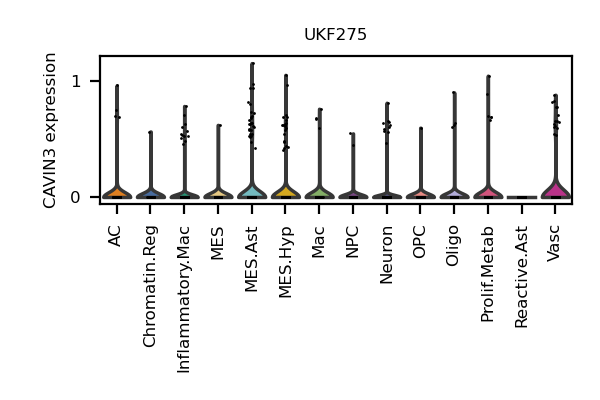 UKF275
CAVIN3 expression
1
0
AC
Chromatin.Reg
Inflammatory.Mac
MES
MES.Ast
MES.Hyp
Mac
NPC
Neuron
OPC
Oligo
Prolif.Metab
Reactive.Ast
Vasc